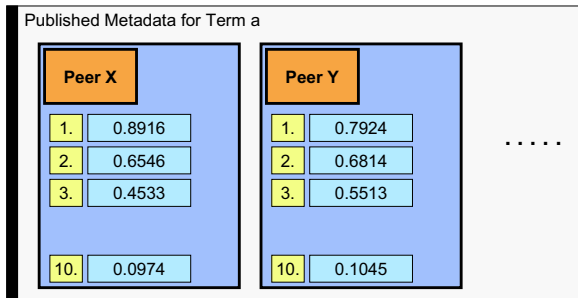 Published Metadata for Term a
Peer X
1. 0.8916
2. 0.6546
3. 0.4533
10. 0.0974
Peer Y
1. 0.7924
2. 0.6814
3. 0.5513
10. 0.1045
. . . . .